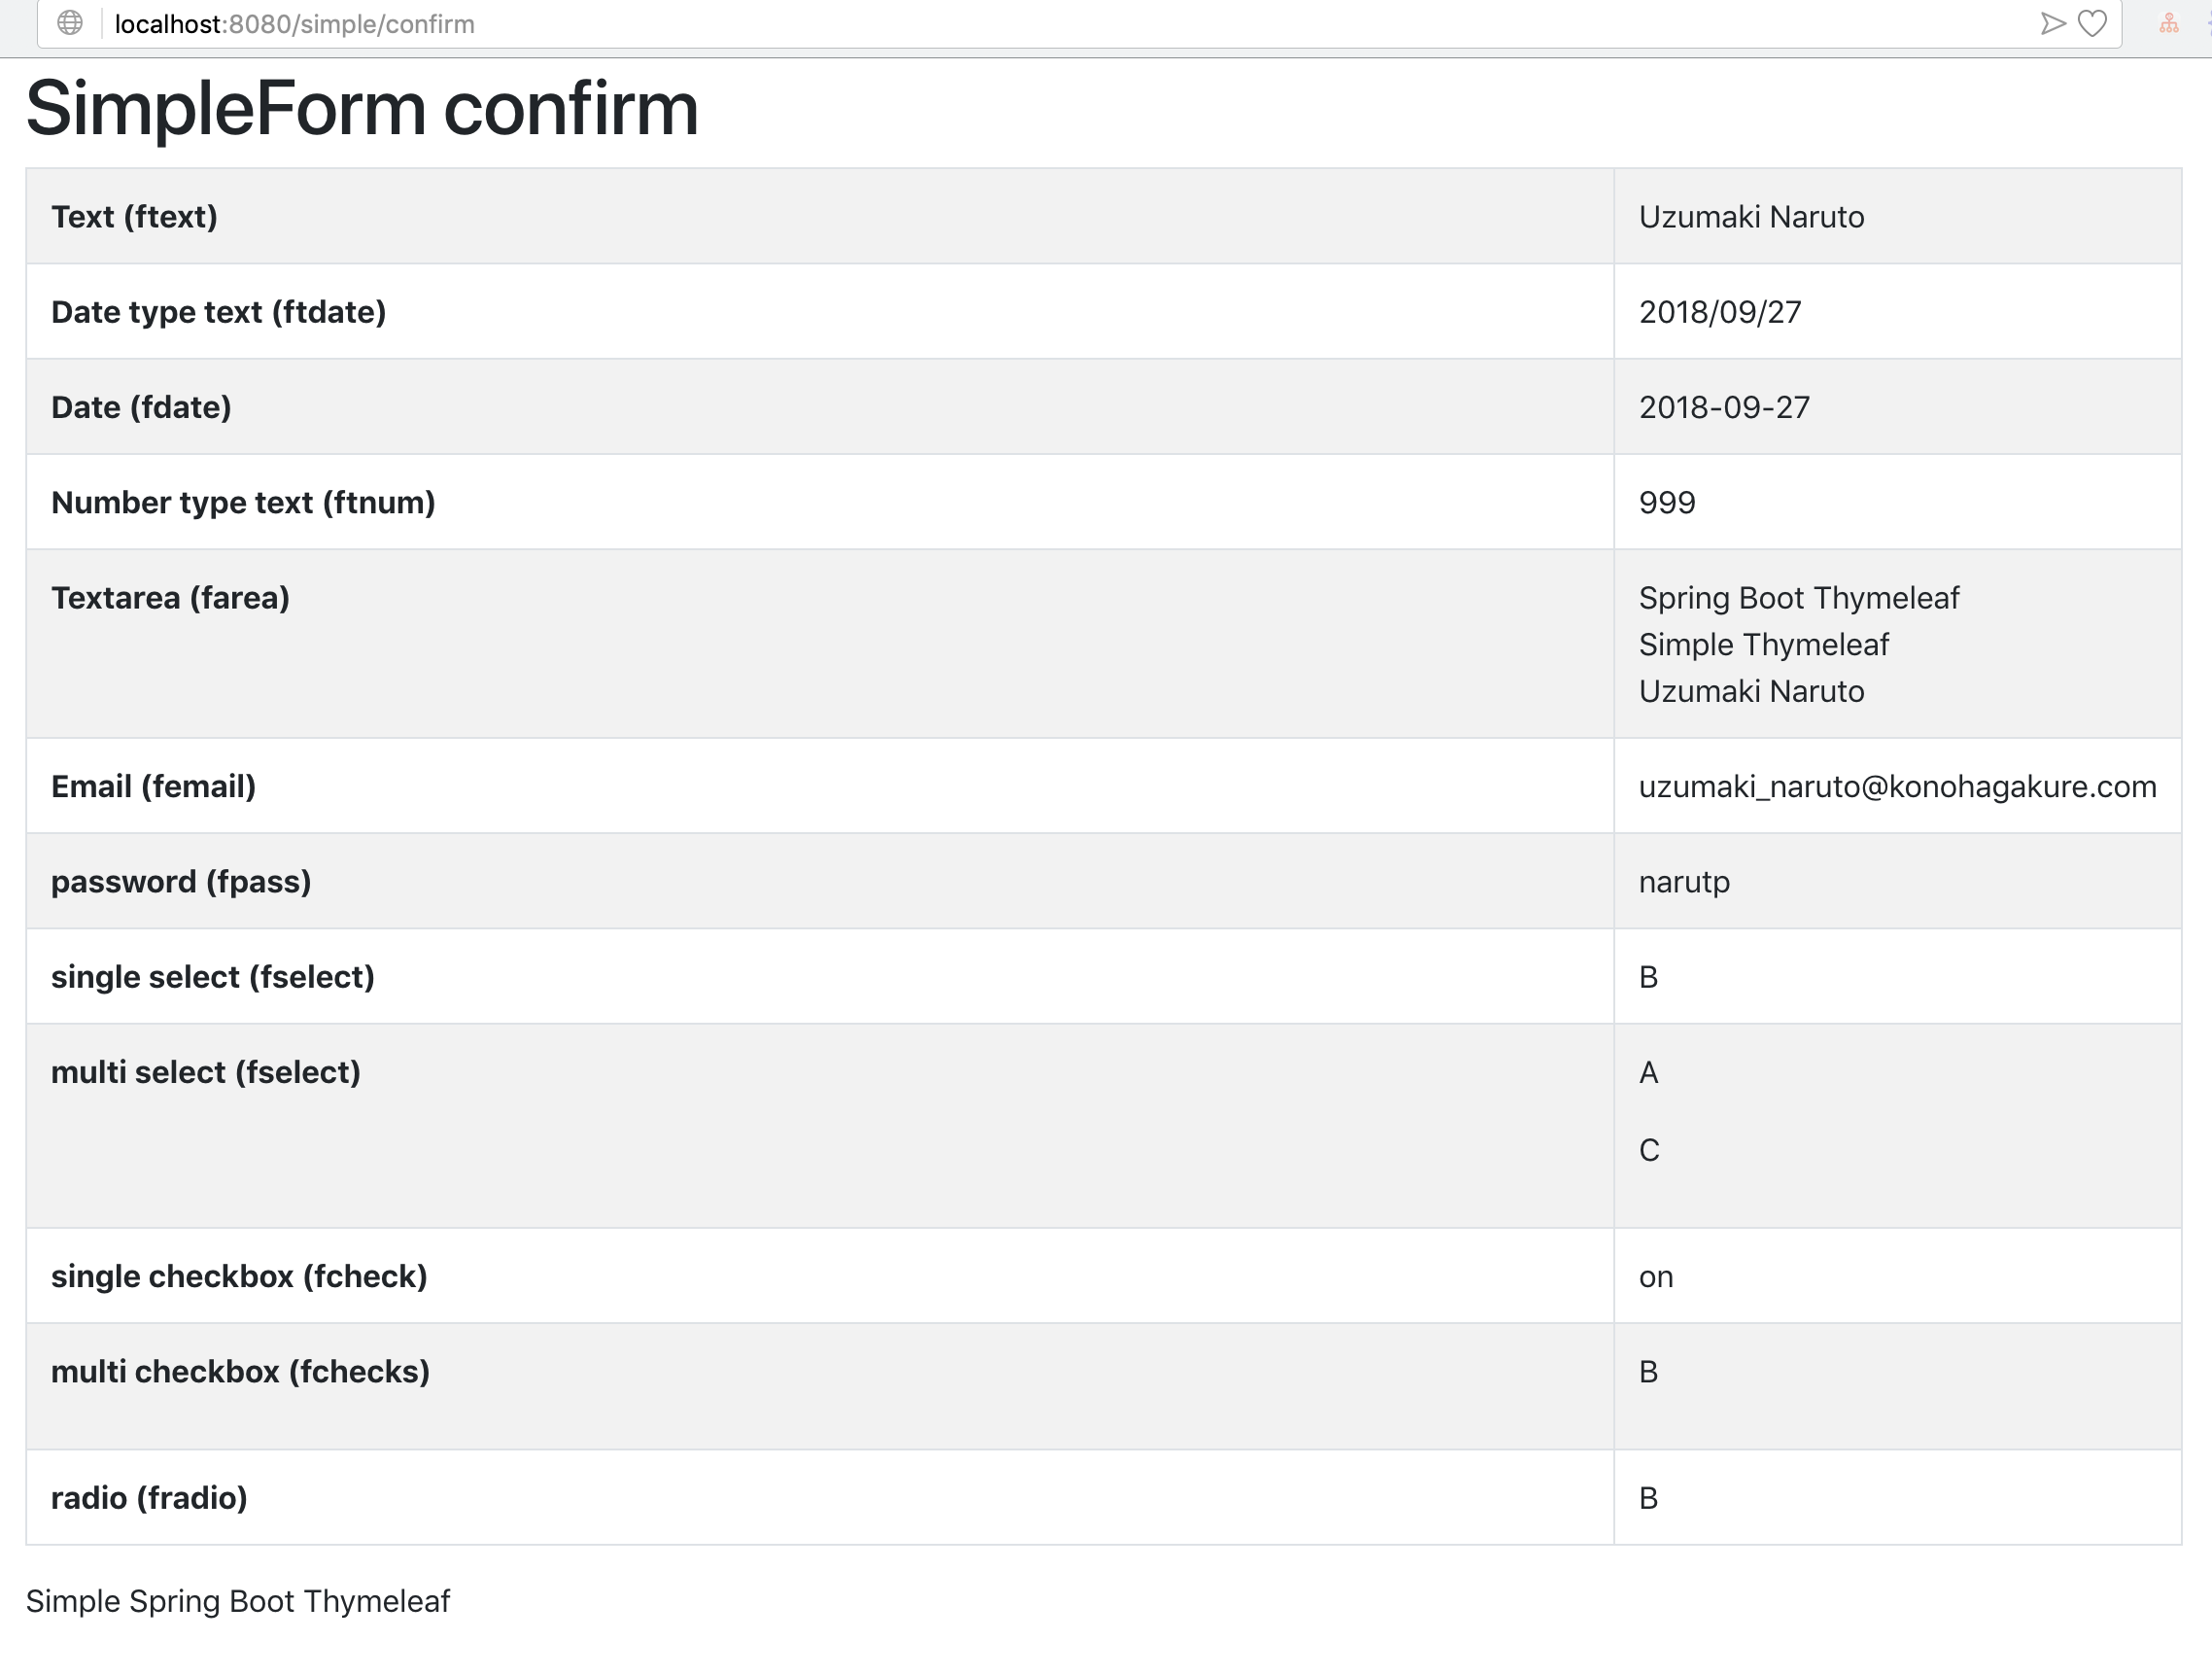 localhost:8080/simple/confirm
SimpleForm confirm
Text (ftext) Uzumaki Naruto
Date type text (ftdate) 2018/09/27
Date (fdate) 2018-09-27
Number type text (ftnum) 999
Textarea (farea) Spring Boot Thymeleaf
Simple Thymeleaf
Uzumaki Naruto
Email (femail) uzumaki_naruto@konohagakure.com
password (fpass) narutp
single select (fselect) B
multi select (fselect) A
C
single checkbox (fcheck) on
multi checkbox (fchecks) B
radio (fradio) B
Simple Spring Boot Thymeleaf